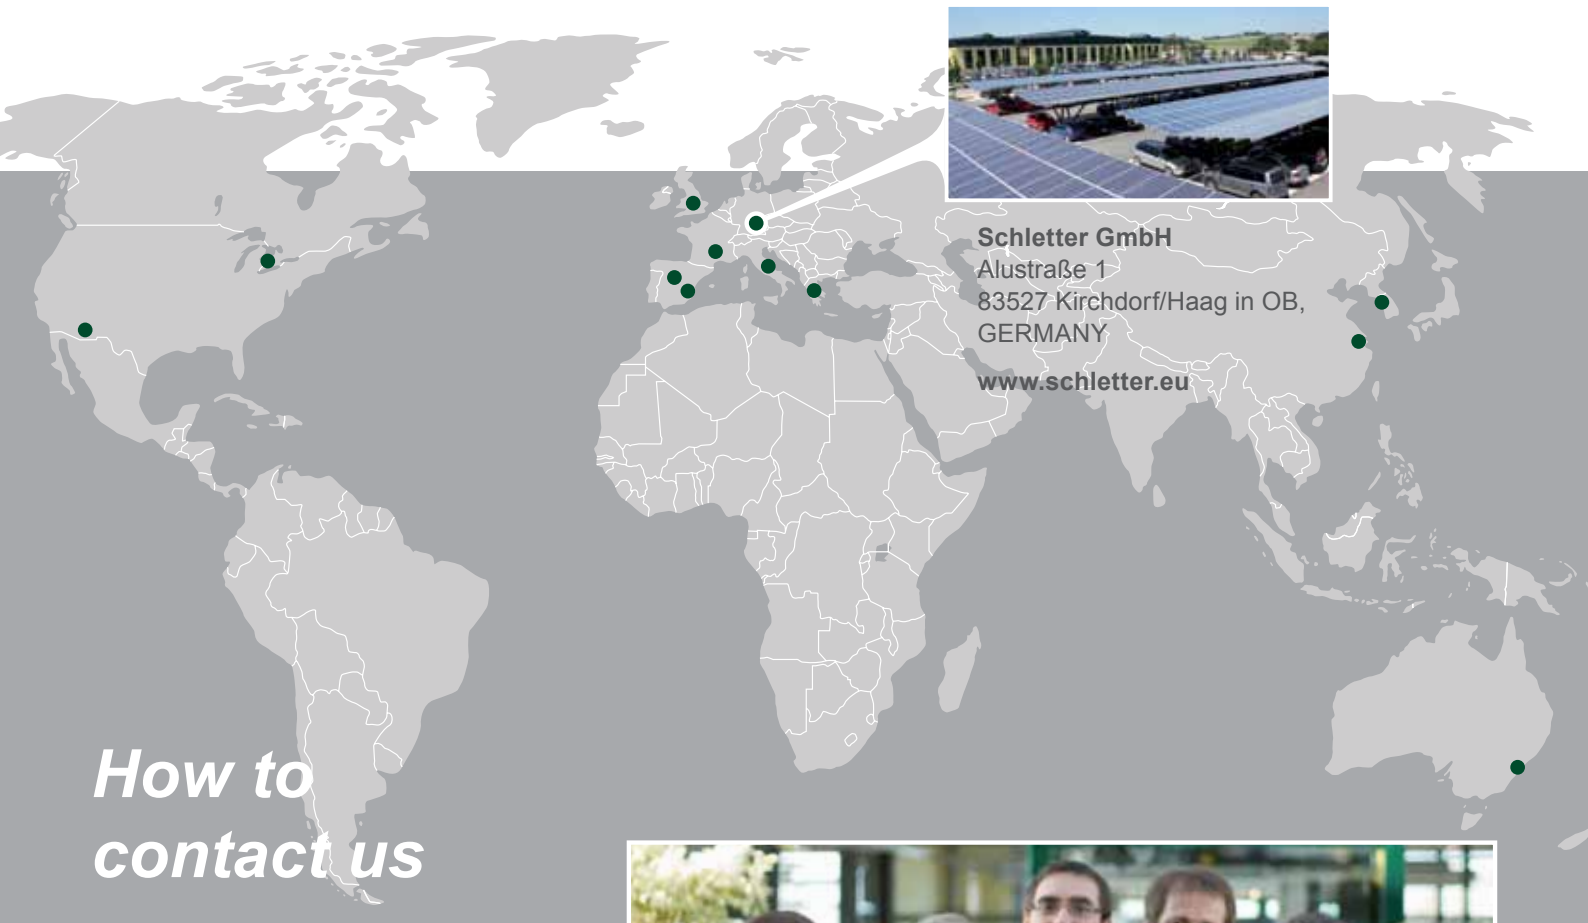 Schletter GmbH
Alustraße 1
83527 Kirchdorf/Haag in OB,
GERMANY
www.schletter.eu
How to
contact us